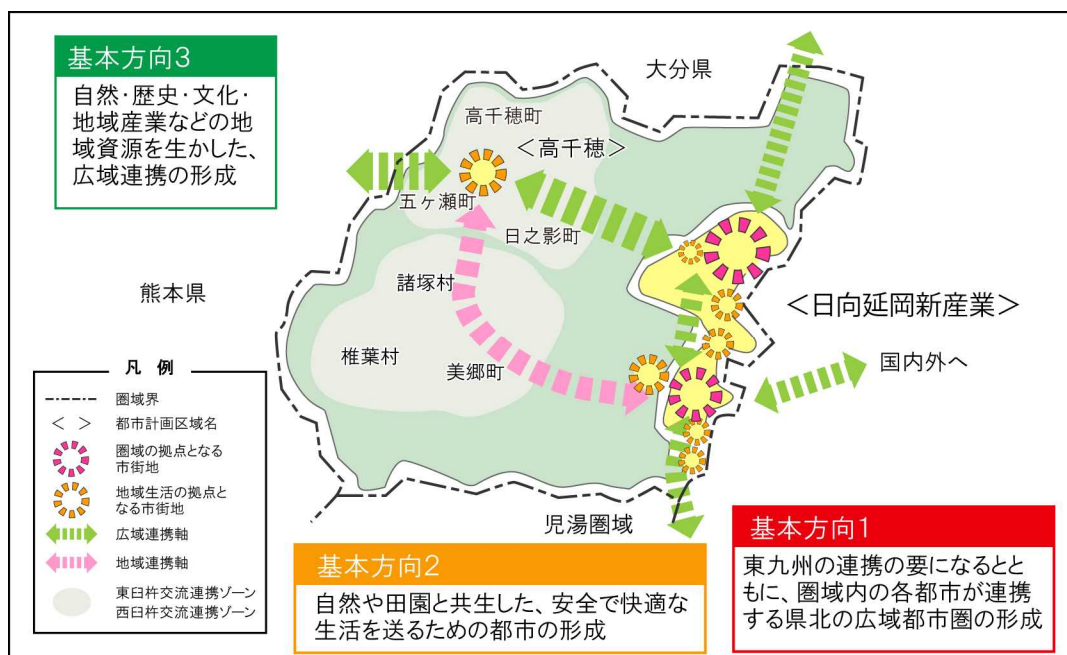 基本方向3
自然・歴史・文化・
地域産業などの地
域資源を生かした、
広域連携の形成
大分県
高千穂町
<高千穂>
五ヶ瀬町
日之影町
諸塚村
熊本県
椎葉村
美郷町
<日向延岡新産業>
国内外へ
児湯圏域
凡 例
圏域界
< > 都市計画区域名
圏域の拠点となる
市街地
地域生活の拠点と
なる市街地
広域連携軸
地域連携軸
東臼杵交流連携ゾーン
西臼杵交流連携ゾーン
基本方向2
自然や田園と共生した、安全で快適な
生活を送るための都市の形成
基本方向1
東九州の連携の要になるとと
もに、圏域内の各都市が連携
する県北の広域都市圏の形成